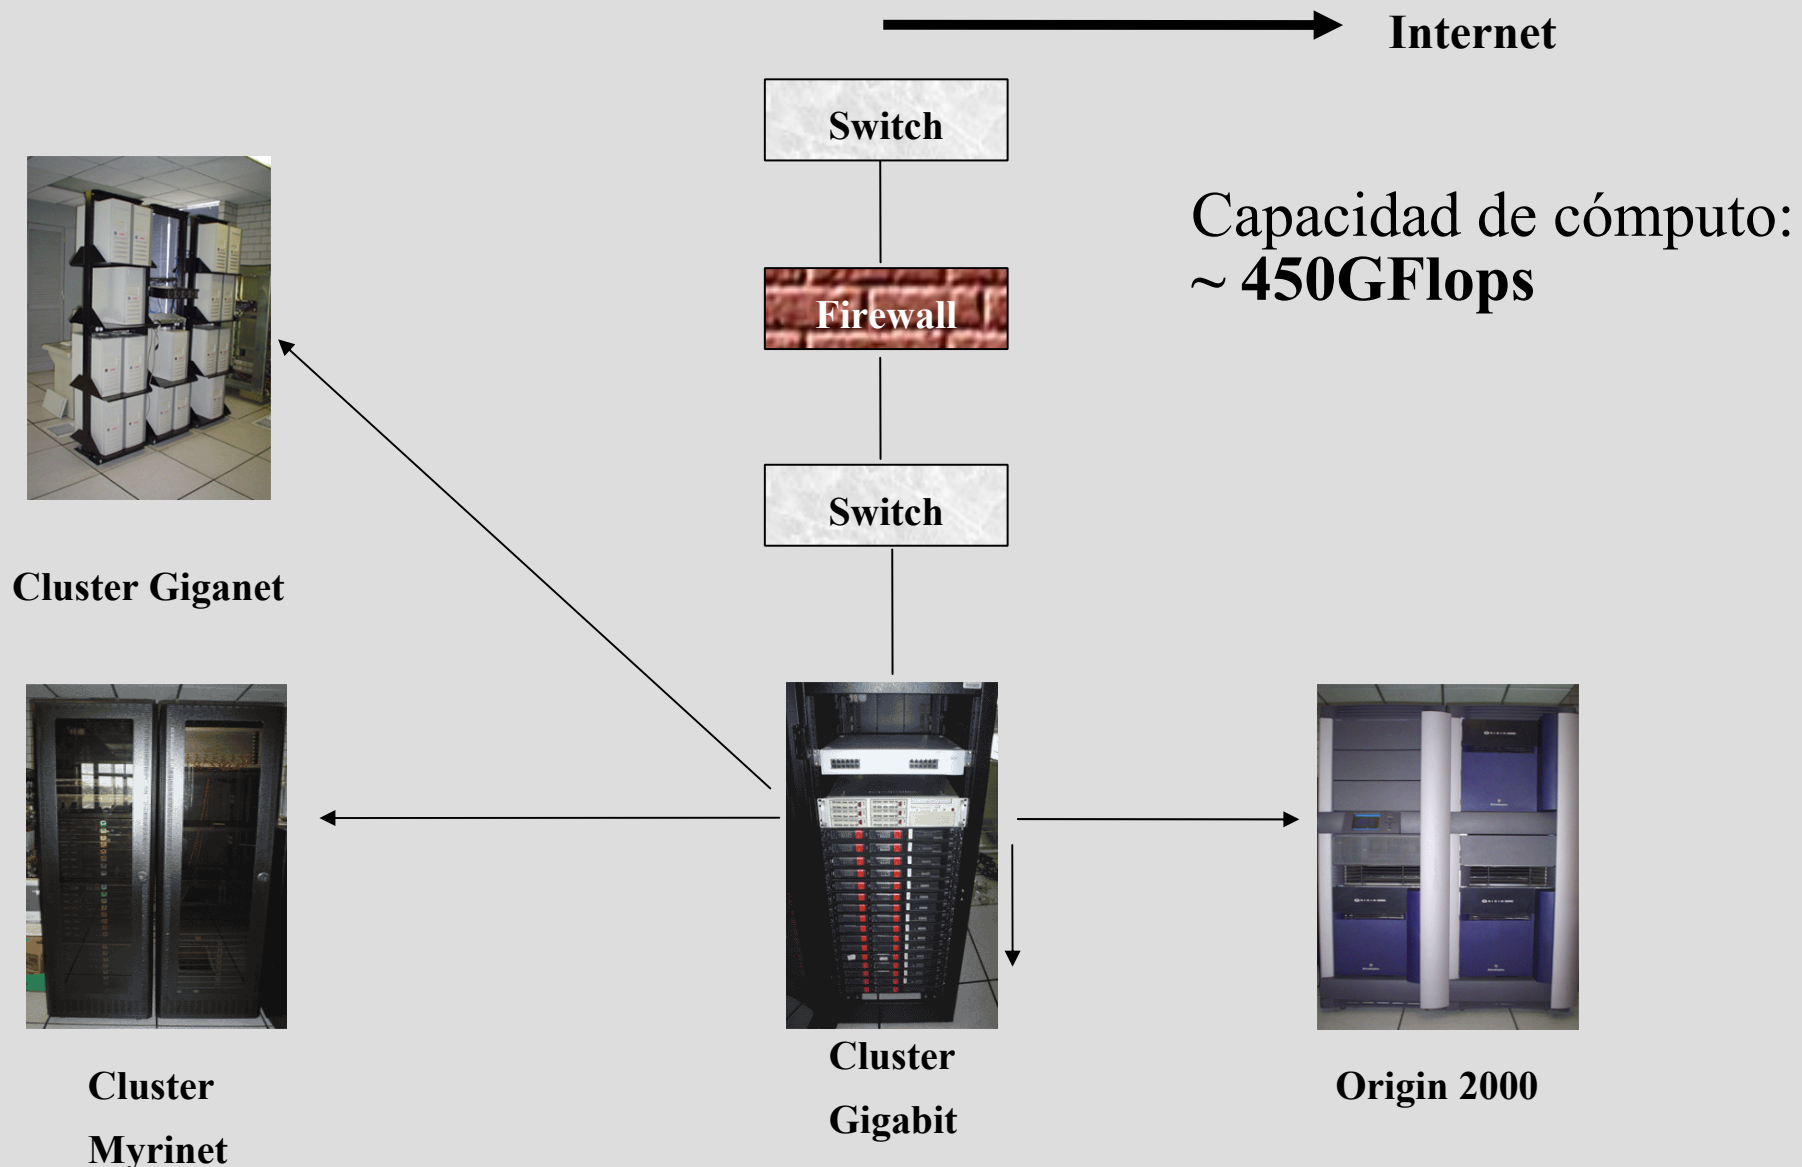 Internet
Switch
Capacidad de cómputo:
~ 450GFlops
Firewall
Switch
Cluster Giganet
Cluster
Myrinet
Cluster
Gigabit
Origin 2000